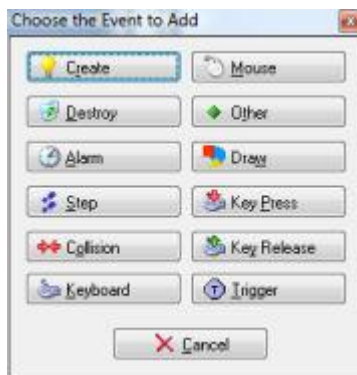 Choose the Event to Add
Create
Mouse
Destroy
Other
Alarm
Draw
Step
Key Press
Collision
Key Release
Keyboard
T Trigger
Cancel